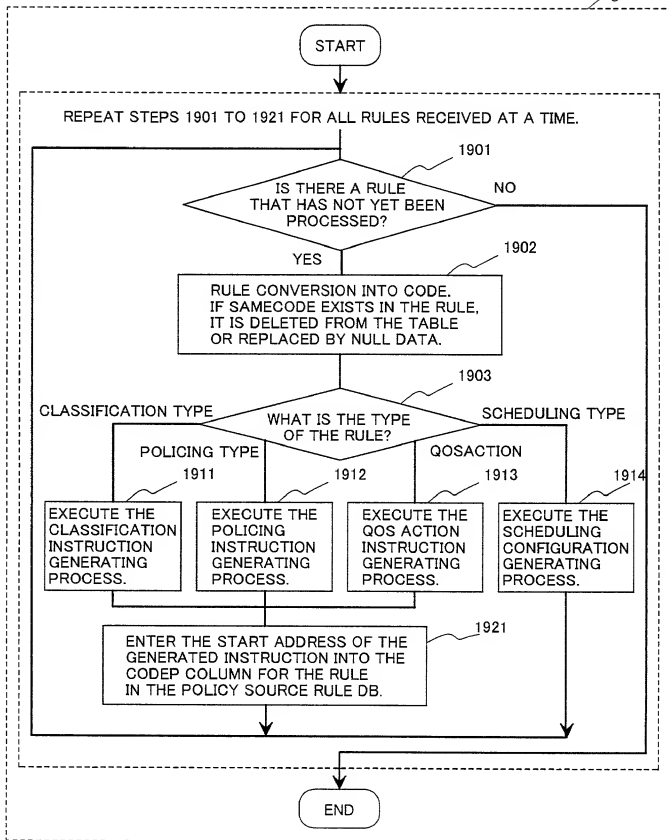 START
REPEAT STEPS 1901 TO 1921 FOR ALL RULES RECEIVED AT A TIME.
1901
IS THERE A RULE
THAT HAS NOT YET BEEN
PROCESSED?
NO
YES
1902
RULE CONVERSION INTO CODE.
IF SAMECODE EXISTS IN THE RULE,
IT IS DELETED FROM THE TABLE
OR REPLACED BY NULL DATA.
1903
WHAT IS THE TYPE
OF THE RULE?
CLASSIFICATION TYPE
SCHEDULING TYPE
POLICING TYPE
QOSACTION
1911
EXECUTE THE
CLASSIFICATION
INSTRUCTION
GENERATING
PROCESS.
1912
EXECUTE THE
POLICING
INSTRUCTION
GENERATING
PROCESS.
1913
EXECUTE THE
QOS ACTION
INSTRUCTION
GENERATING
PROCESS.
1914
EXECUTE THE
SCHEDULING
CONFIGURATION
GENERATING
PROCESS.
1921
ENTER THE START ADDRESS OF THE
GENERATED INSTRUCTION INTO THE
CODEP COLUMN FOR THE RULE
IN THE POLICY SOURCE RULE DB.
END